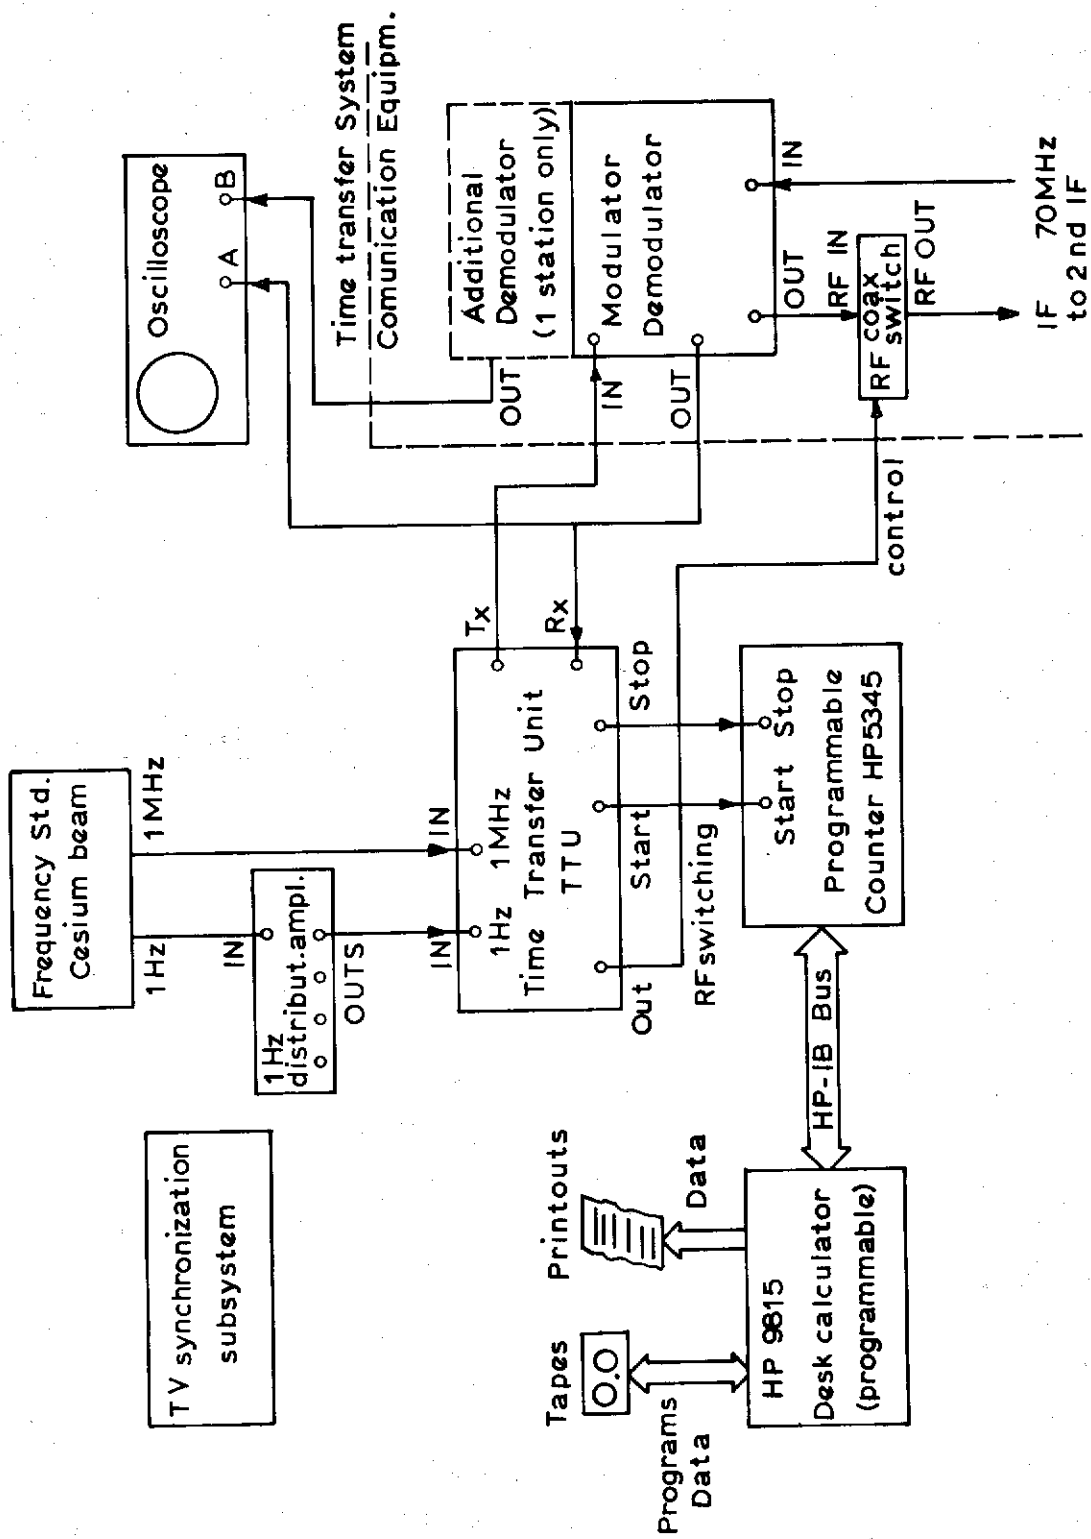 TV synchronization
subsystem
Frequency Std.
Cesium beam
1Hz
1MHz
IN
1Hz
distribut.ampl.
OUTS
IN
IN
1Hz 1MHz
Time Transfer Unit
TTU
Tx
Rx
Out
Start
Stop
RF switching
Start Stop
Programmable
Counter HP5345
HP-IB Bus
Tapes
Printouts
Programs
Data
Data
HP 9815
Desk calculator
(programmable)
Oscilloscope
A
B
Time transfer System
Comunication Equipm.
Additional
Demodulator
(1 station only)
OUT
IN
Modulator
Demodulator
OUT
OUT
IN
RF IN
RF coax
switch
RF OUT
control
IF 70MHz
to 2nd IF